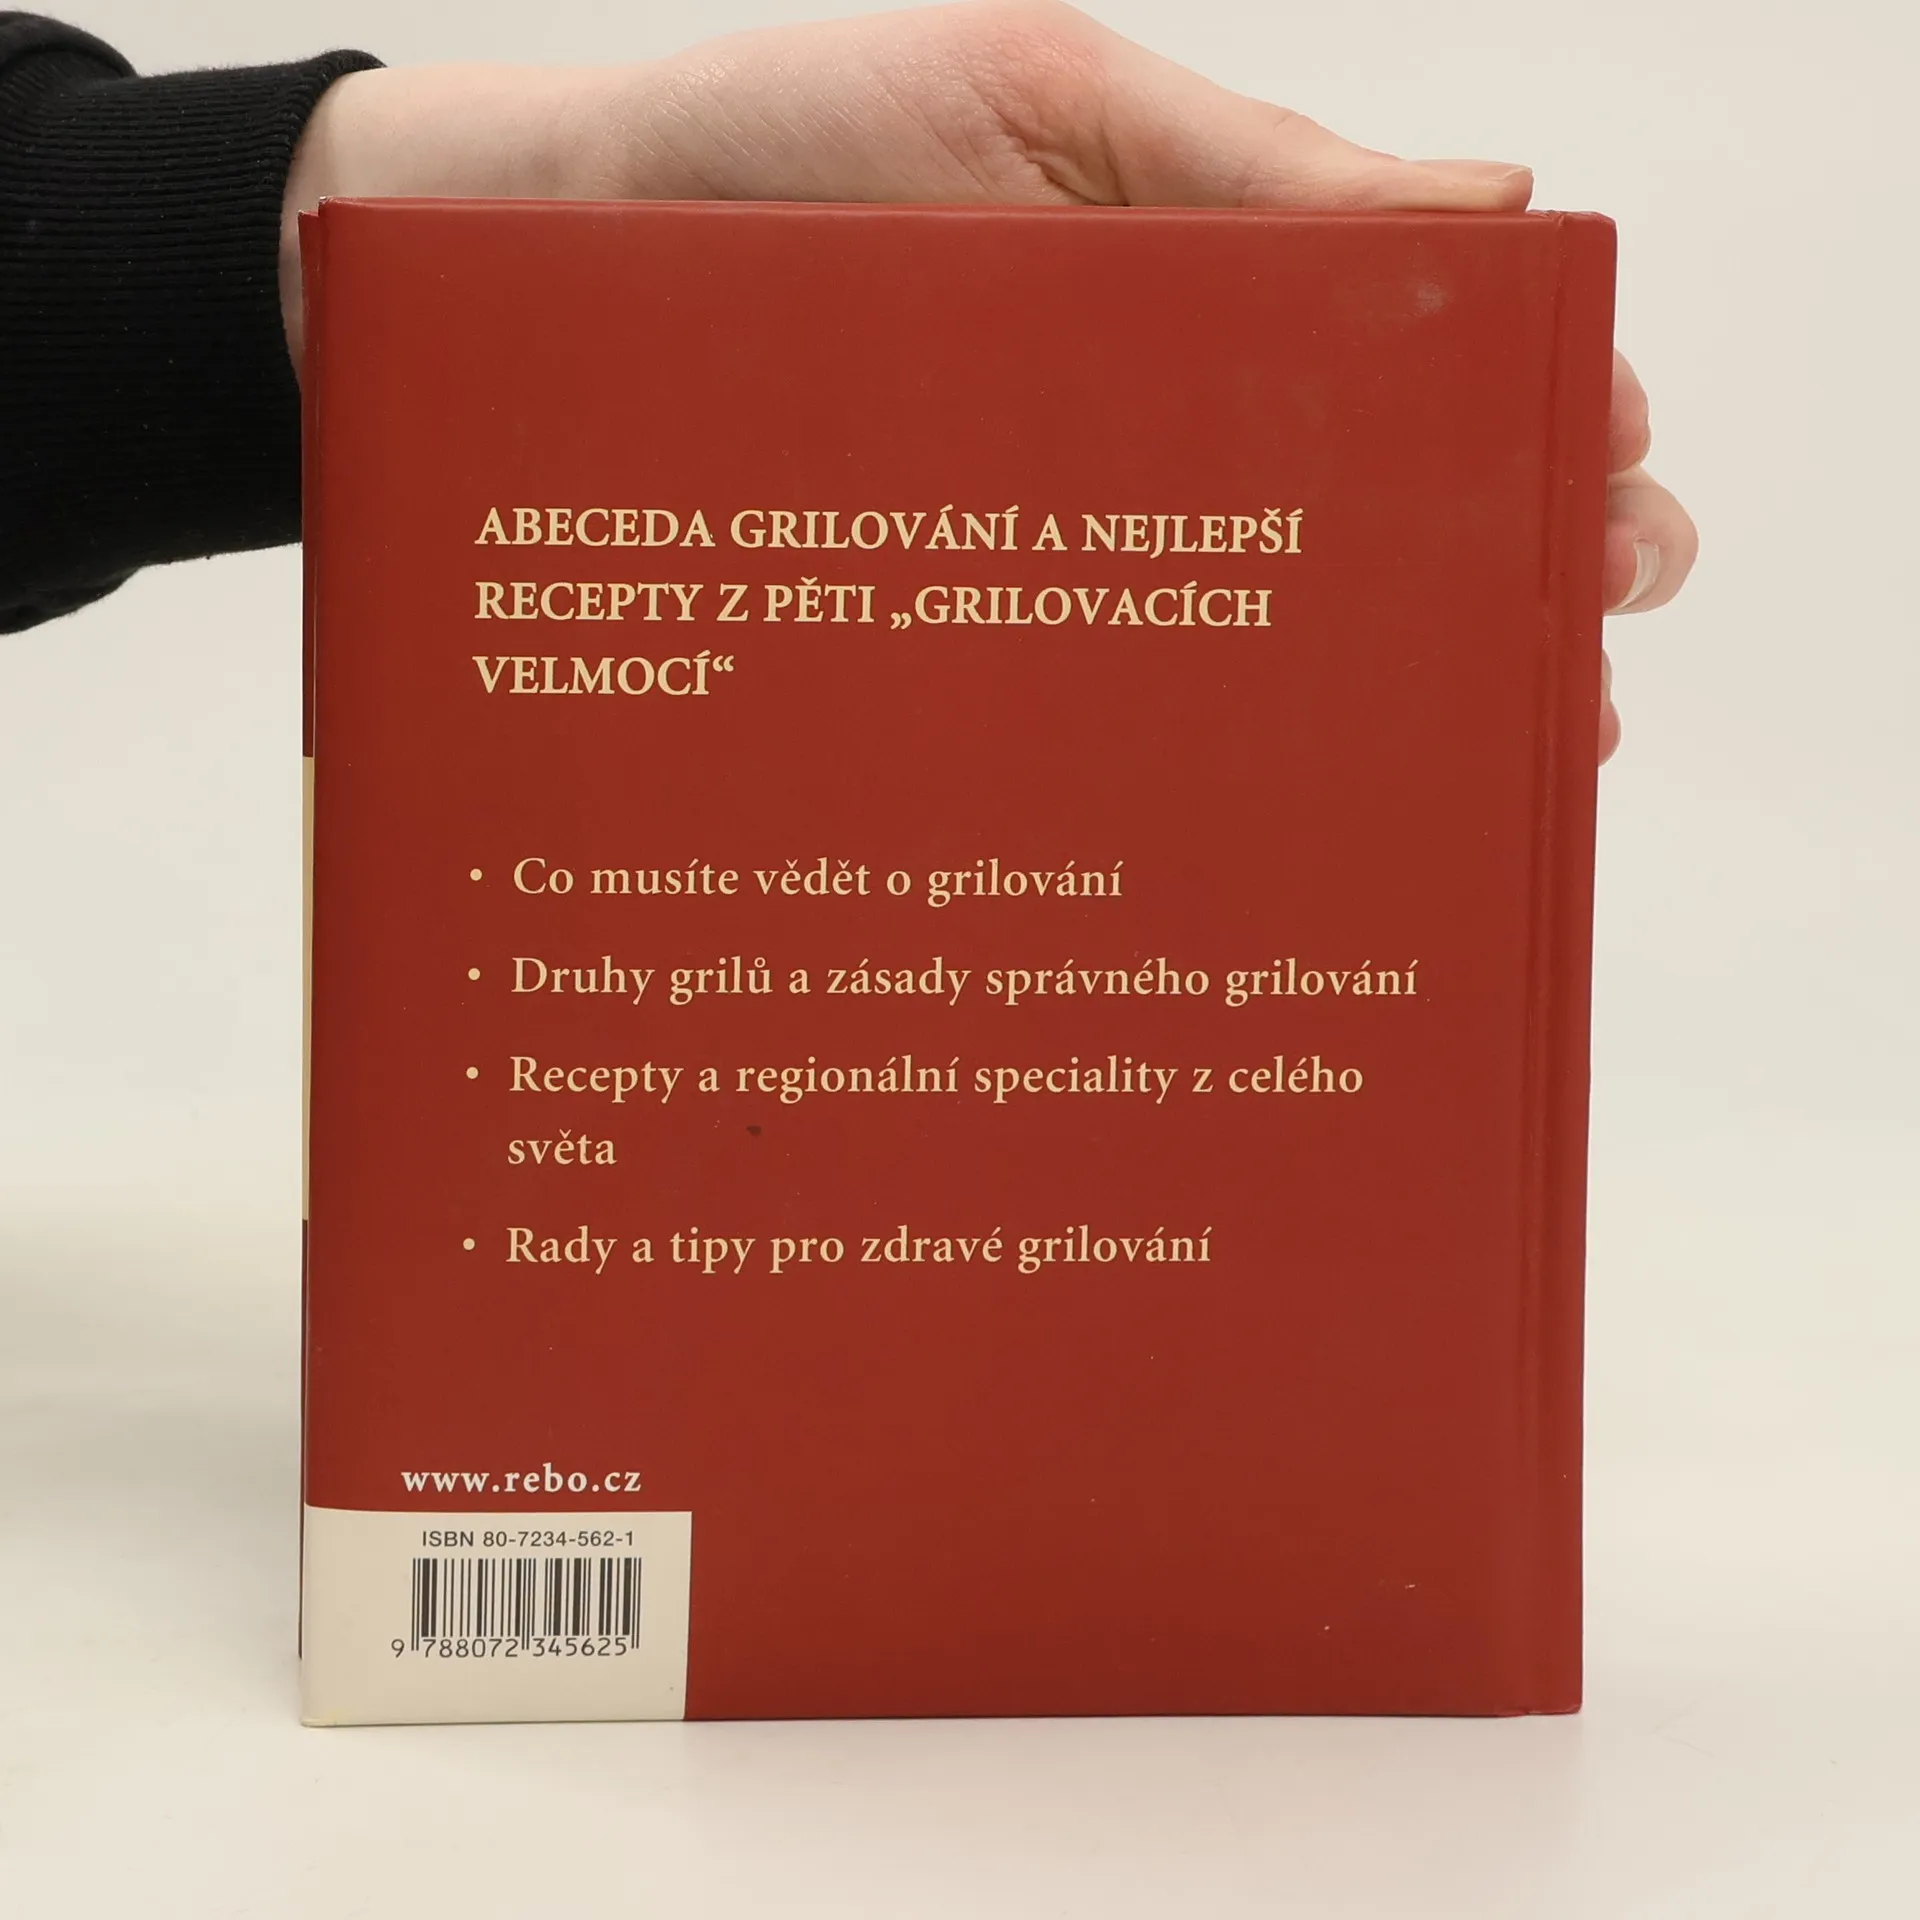 ABECEDA GRILOVÁNÍ A NEJLEPŠÍ
RECEPTY Z PĚTI „GRILOVACÍCH
VELMOCÍ“
• Co musíte vědět o grilování
• Druhy grilů a zásady správného grilování
• Recepty a regionální speciality z celého
světa
• Rady a tipy pro zdravé grilování
www.rebo.cz
ISBN 80-7234-562-1
9 788072 345625